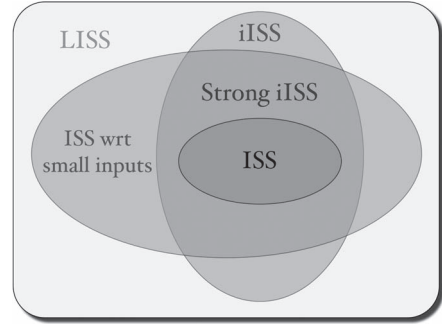 LISS
iISS
Strong iISS
ISS wrt
small inputs
ISS